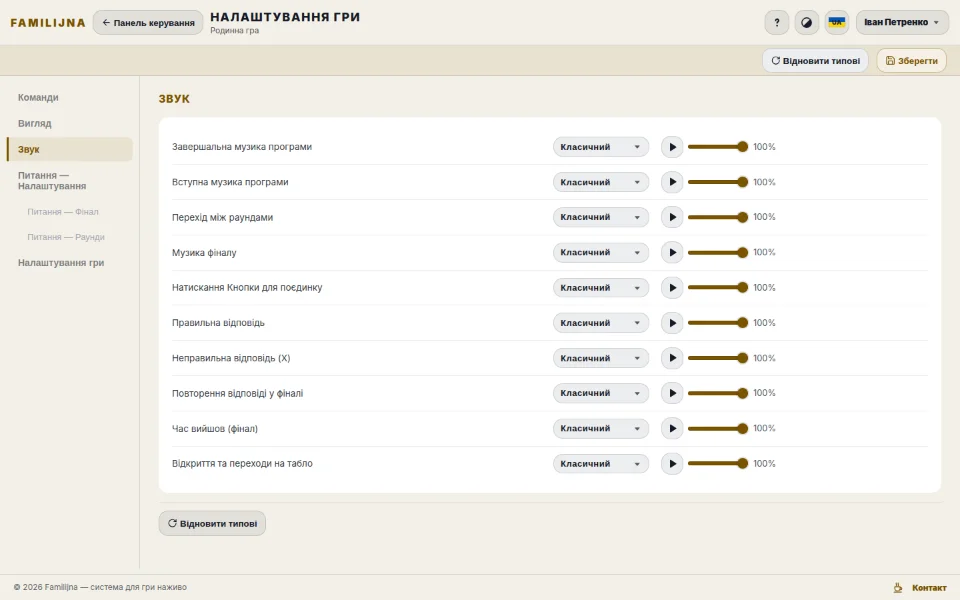 FAMILIJNA
← Панель керування
НАЛАШТУВАННЯ ГРИ
Родинна гра
?
UA
Іван Петренко
Відновити типові
Зберегти
Команди
Вигляд
Звук
Питання —
Налаштування
Питання — Фінал
Питання — Раунди
Налаштування гри
ЗВУК
Завершальна музика програми Класичний 100%
Вступна музика програми Класичний 100%
Перехід між раундами Класичний 100%
Музика фіналу Класичний 100%
Натискання Кнопки для поєдинку Класичний 100%
Правильна відповідь Класичний 100%
Неправильна відповідь (X) Класичний 100%
Повторення відповіді у фіналі Класичний 100%
Час вийшов (фінал) Класичний 100%
Відкриття та переходи на табло Класичний 100%
Відновити типові
© 2026 Familijna — система для гри наживо
Контакт